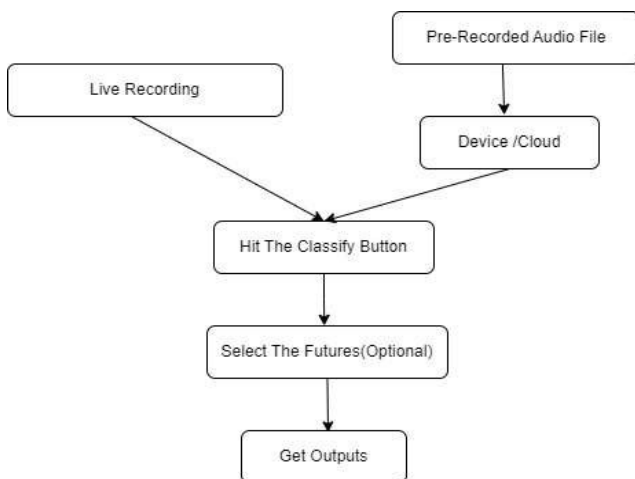 Pre-Recorded Audio File
Live Recording
Device /Cloud
Hit The Classify Button
Select The Futures(Optional)
Get Outputs